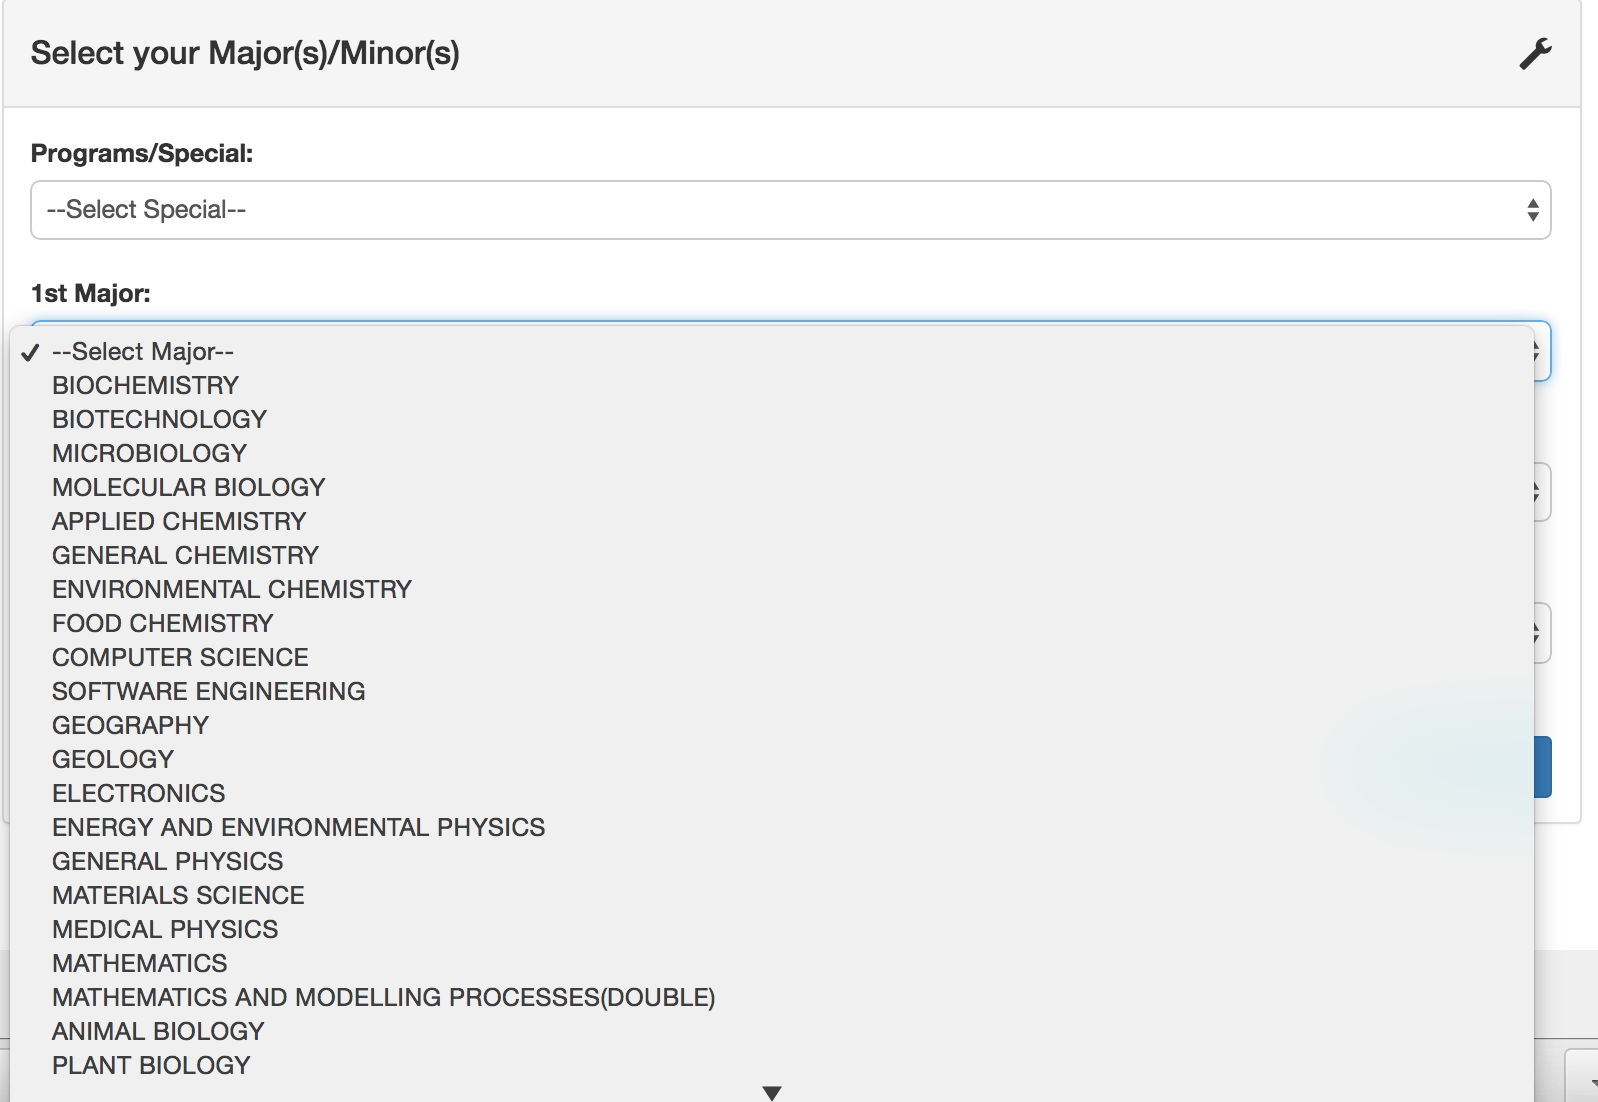 Select your Major(s)/Minor(s)
Programs/Special:
--Select Special--
1st Major:
--Select Major--
BIOCHEMISTRY
BIOTECHNOLOGY
MICROBIOLOGY
MOLECULAR BIOLOGY
APPLIED CHEMISTRY
GENERAL CHEMISTRY
ENVIRONMENTAL CHEMISTRY
FOOD CHEMISTRY
COMPUTER SCIENCE
SOFTWARE ENGINEERING
GEOGRAPHY
GEOLOGY
ELECTRONICS
ENERGY AND ENVIRONMENTAL PHYSICS
GENERAL PHYSICS
MATERIALS SCIENCE
MEDICAL PHYSICS
MATHEMATICS
MATHEMATICS AND MODELLING PROCESSES(DOUBLE)
ANIMAL BIOLOGY
PLANT BIOLOGY